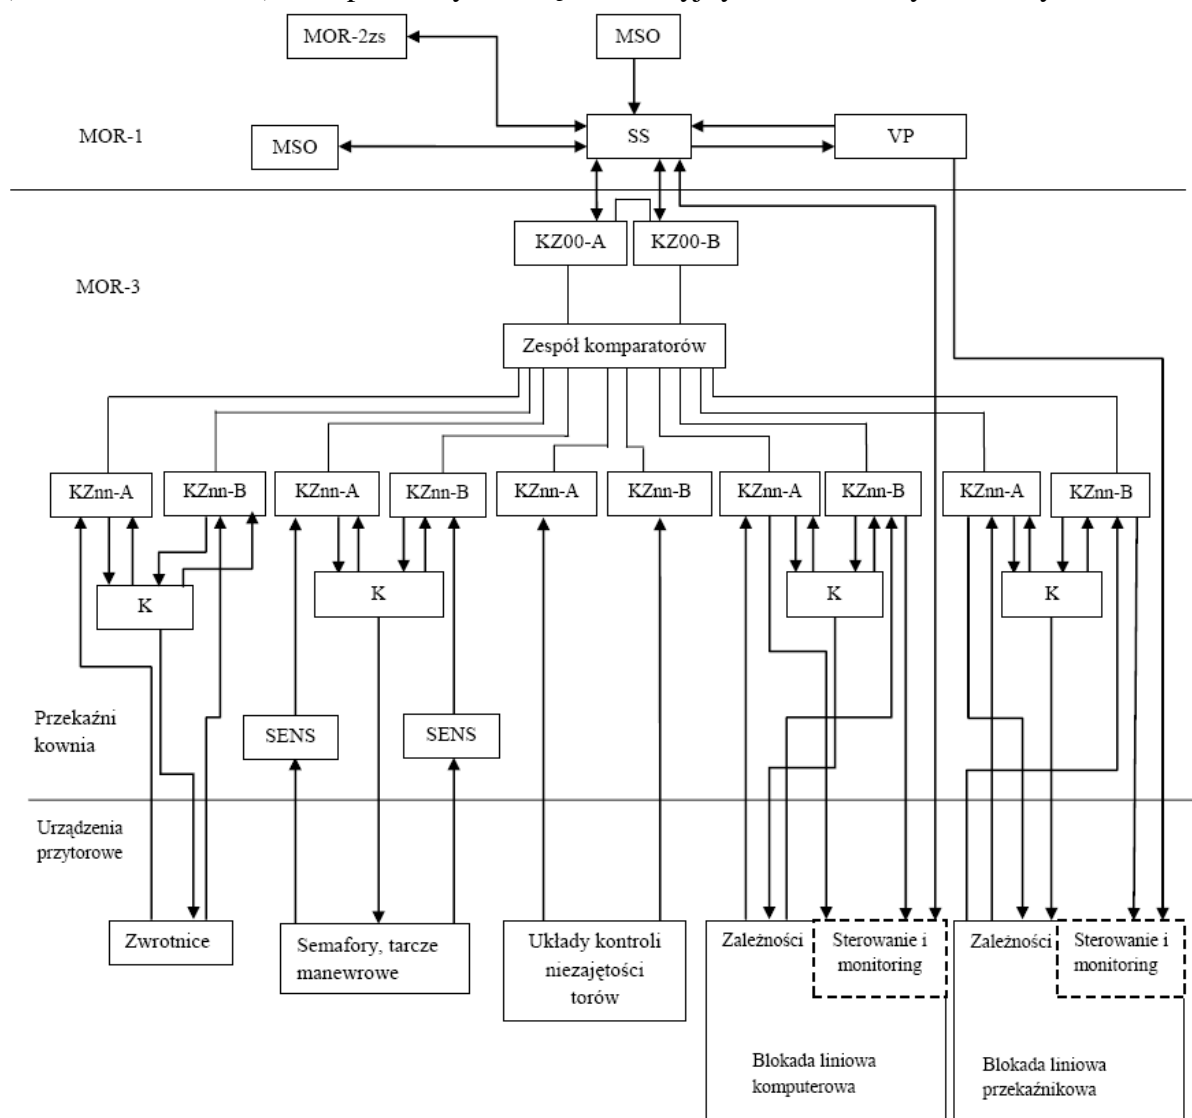 MOR-2zs
MSO
MOR-1
MSO
SS
VP
KZ00-A
KZ00-B
MOR-3
Zespół komparatorów
KZnn-A
KZnn-B
KZnn-A
KZnn-B
KZnn-A
KZnn-B
KZnn-A
KZnn-B
KZnn-A
KZnn-B
K
K
K
K
Przekaźni
kownia
SENS
SENS
Urządzenia
przytorowe
Zwrotnice
Semafory, tarcze
manewrowe
Układy kontroli
niezajętości
torów
Zależności
Sterowanie i
monitoring
Zależności
Sterowanie i
monitoring
Blokada liniowa
komputerowa
Blokada liniowa
przekaźnikowa